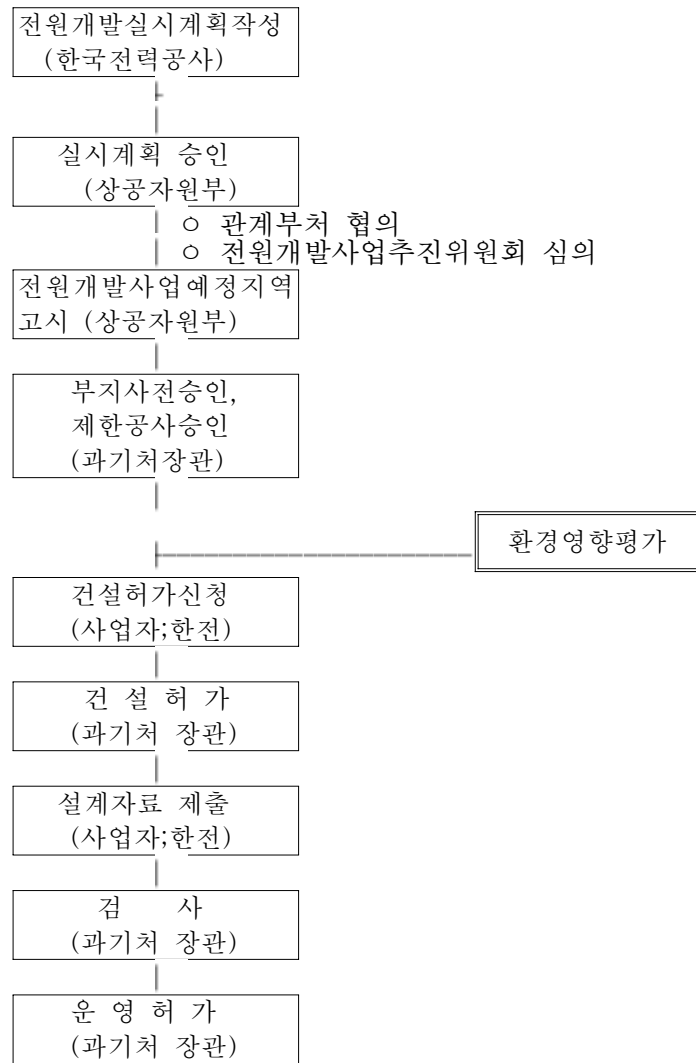 전원개발실시계획작성
(한국전력공사)
실시계획 승인
(상공자원부)
ㅇ 관계부처 협의
ㅇ 전원개발사업추진위원회 심의
전원개발사업예정지역
고시 (상공자원부)
부지사전승인,
제한공사승인
(과기처장관)
환경영향평가
건설허가신청
(사업자;한전)
건 설 허 가
(과기처 장관)
설계자료 제출
(사업자;한전)
검 사
(과기처 장관)
운 영 허 가
(과기처 장관)